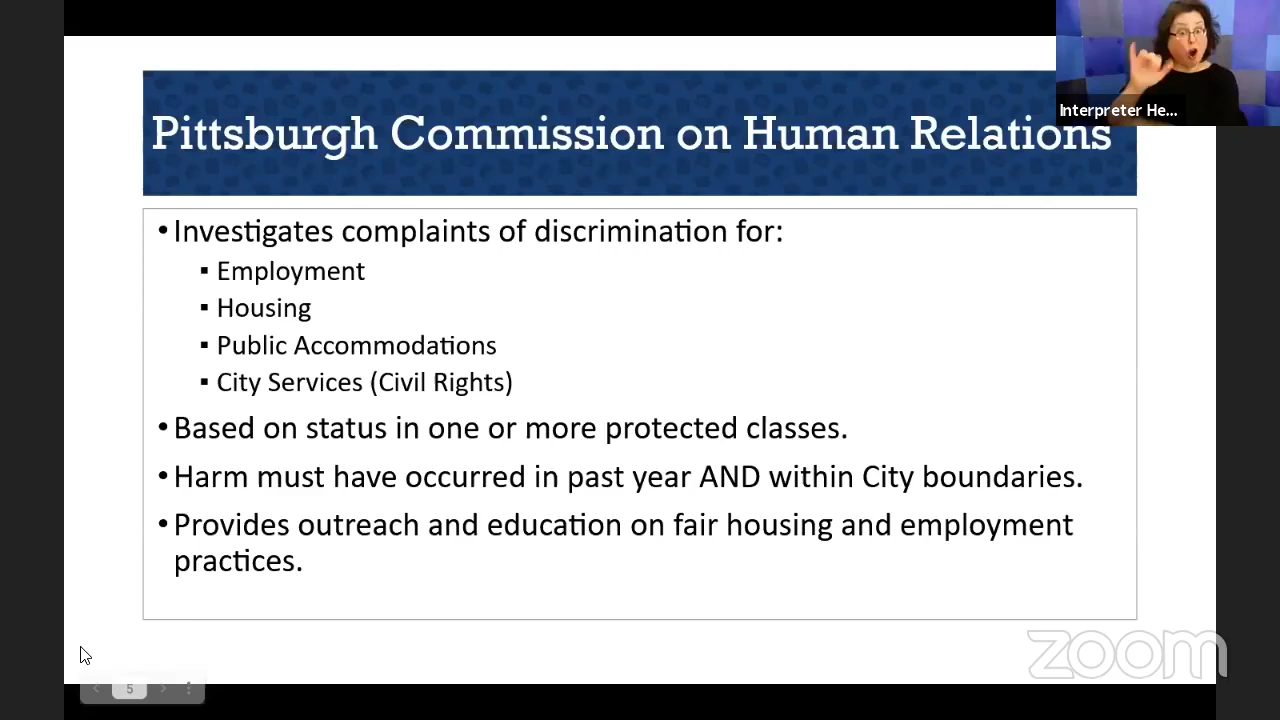 Pittsburgh Commission on Human Relations
Interpreter He...
• Investigates complaints of discrimination for:
▪ Employment
▪ Housing
▪ Public Accommodations
▪ City Services (Civil Rights)
• Based on status in one or more protected classes.
• Harm must have occurred in past year AND within City boundaries.
• Provides outreach and education on fair housing and employment
practices.
zoom
5